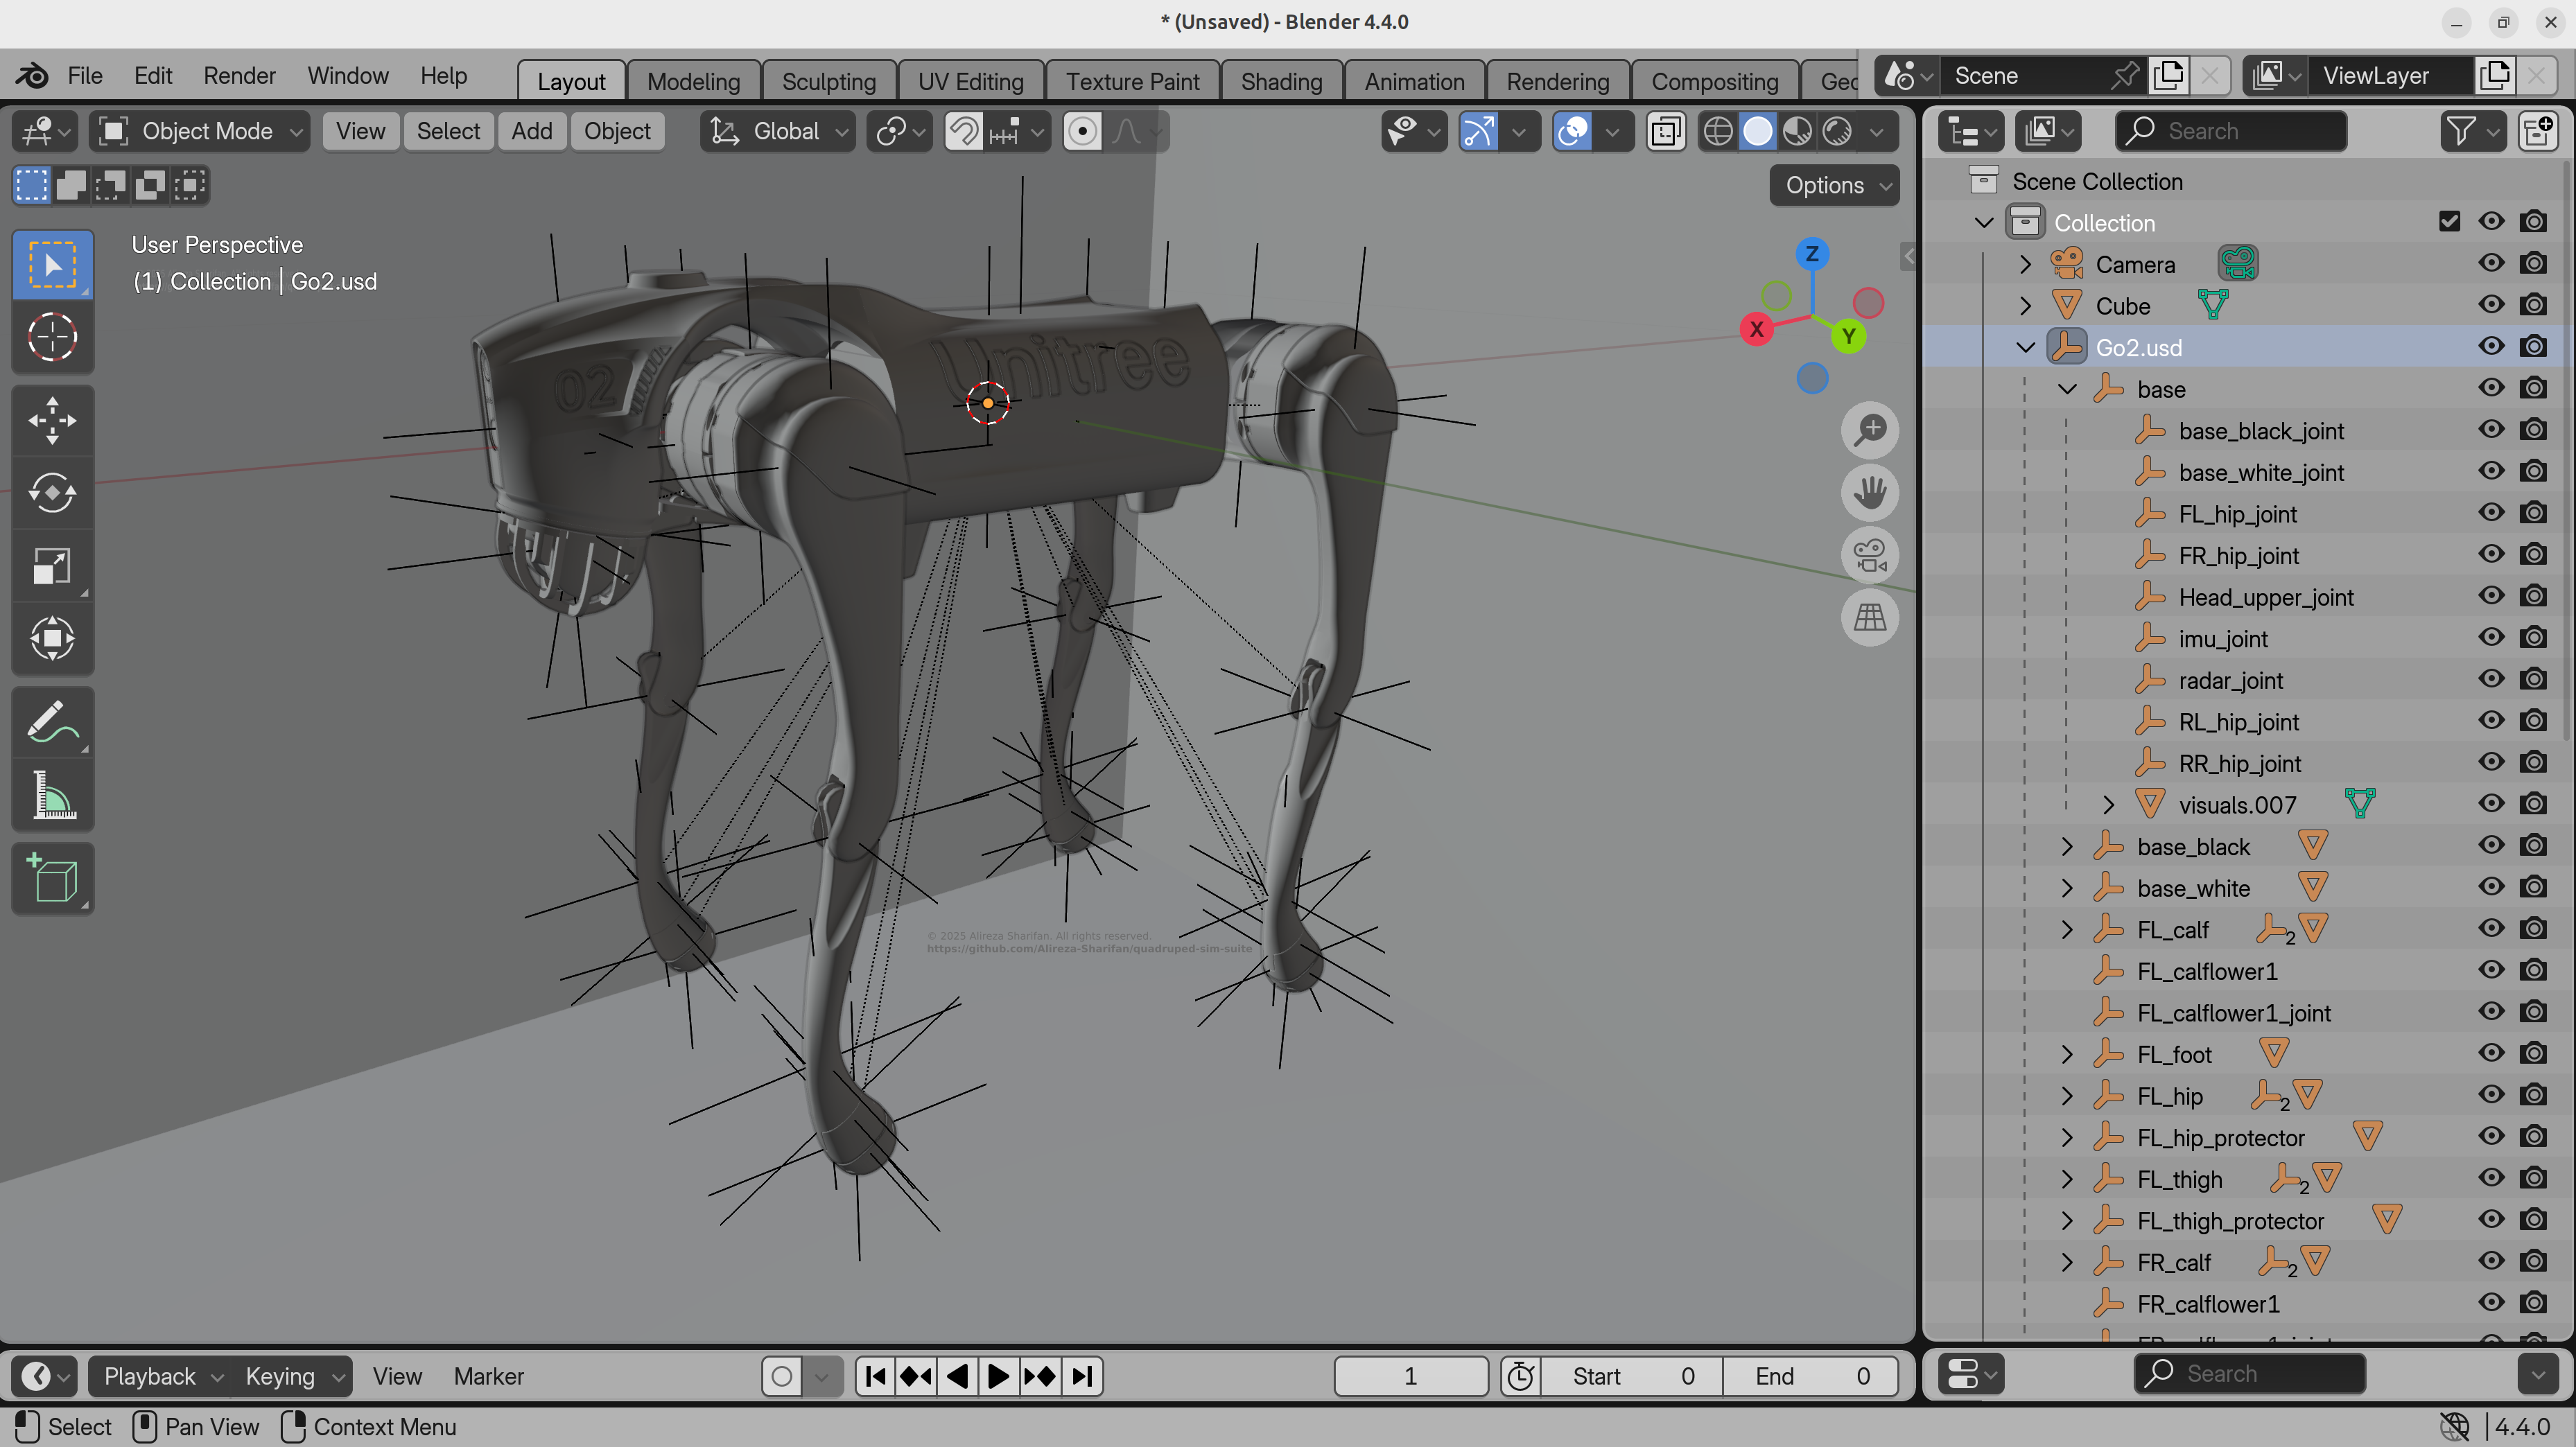 * (Unsaved) - Blender 4.4.0
File Edit Render Window Help Layout Modeling Sculpting UV Editing Texture Paint Shading Animation Rendering Compositing Geo Scene ViewLayer
Object Mode View Select Add Object Global Search
Options
User Perspective
(1) Collection | Go2.usd
Z
X
Y
02
Unitree
© 2025 Alireza Sharifan. All rights reserved.
https://github.com/Alireza-Sharifan/quadruped-sim-suite
Scene Collection
Collection
Camera
Cube
Go2.usd
base
base_black_joint
base_white_joint
FL_hip_joint
FR_hip_joint
Head_upper_joint
imu_joint
radar_joint
RL_hip_joint
RR_hip_joint
visuals.007
base_black
base_white
FL_calf 2
FL_calflower1
FL_calflower1_joint
FL_foot
FL_hip 2
FL_hip_protector
FL_thigh 2
FL_thigh_protector
FR_calf 2
FR_calflower1
Playback Keying View Marker 1 Start 0 End 0 Search
Select Pan View Context Menu 4.4.0